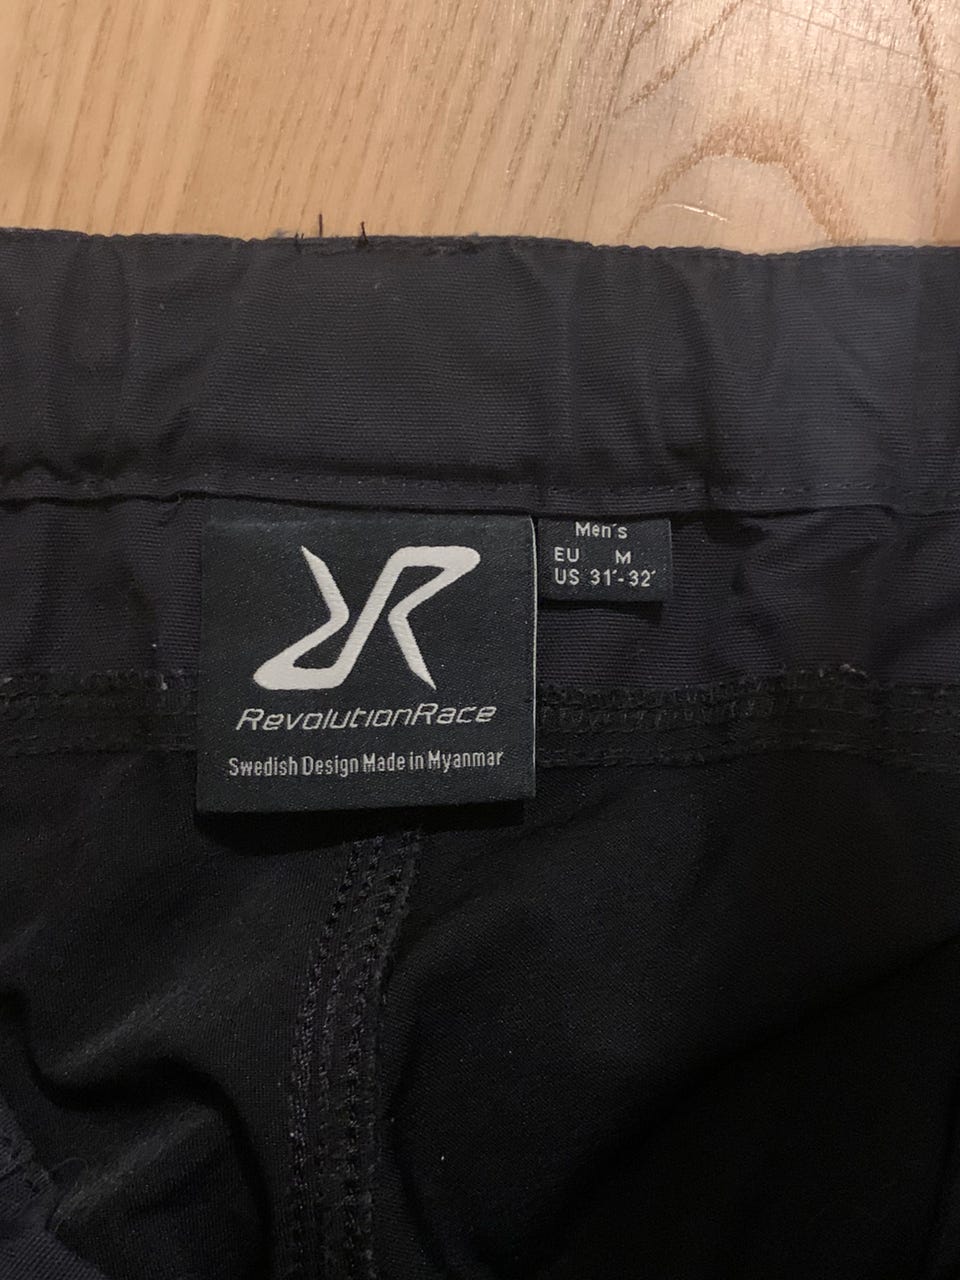 RevolutionRace
Swedish Design Made in Myanmar
Men's
EU M
US 31"-32"